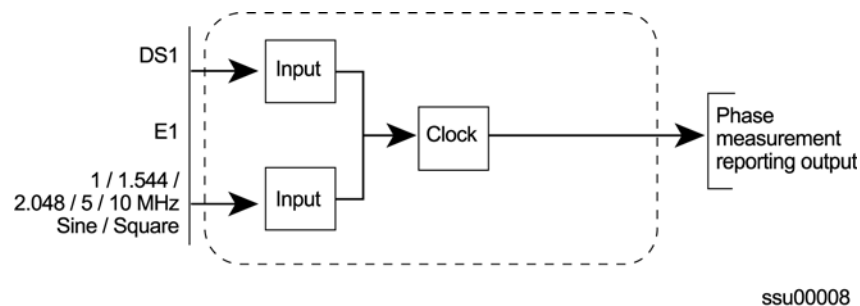 DS1
Input
E1
Clock
Phase
measurement
reporting output
1 / 1.544 /
2.048 / 5 / 10 MHz
Sine / Square
Input
ssu00008